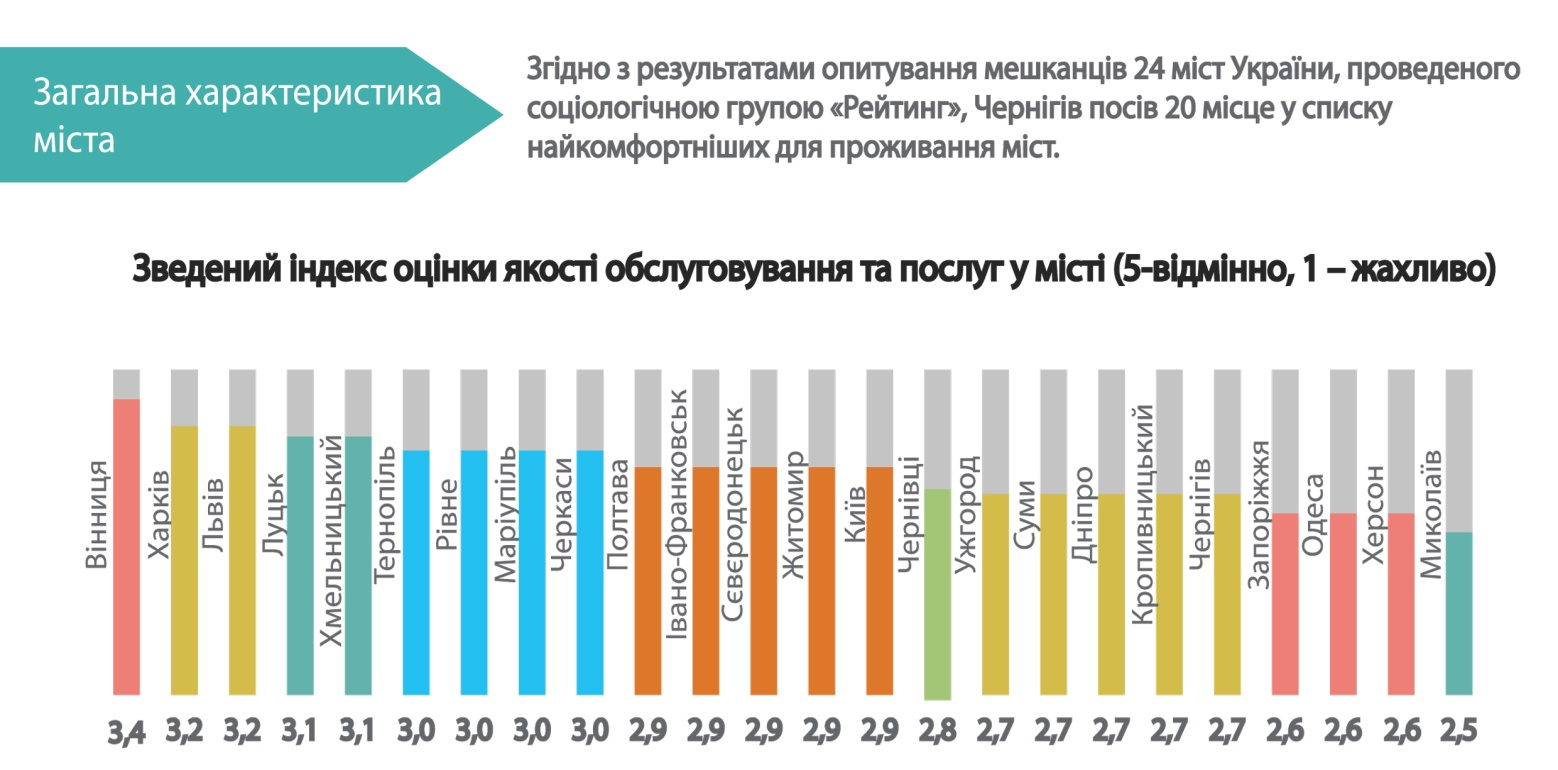 Загальна характеристика
міста
Згідно з результатами опитування мешканців 24 міст України, проведеного
соціологічною групою «Рейтинг», Чернігів посів 20 місце у списку
найкомфортніших для проживання міст.
Зведений індекс оцінки якості обслуговування та послуг у місті (5-відмінно, 1 – жахливо)
Вінниця
Харків
Львів
Луцьк
Хмельницький
Тернопіль
Рівне
Маріупіль
Черкаси
Полтава
Івано-Франковськ
Сєвєродонецьк
Житомир
Київ
Чернівці
Ужгород
Суми
Дніпро
Кропивницький
Чернігів
Запоріжжя
Одеса
Херсон
Миколаїв
3,4 3,2 3,2 3,1 3,1 3,0 3,0 3,0 3,0 2,9 2,9 2,9 2,9 2,9 2,8 2,7 2,7 2,7 2,7 2,7 2,6 2,6 2,6 2,5